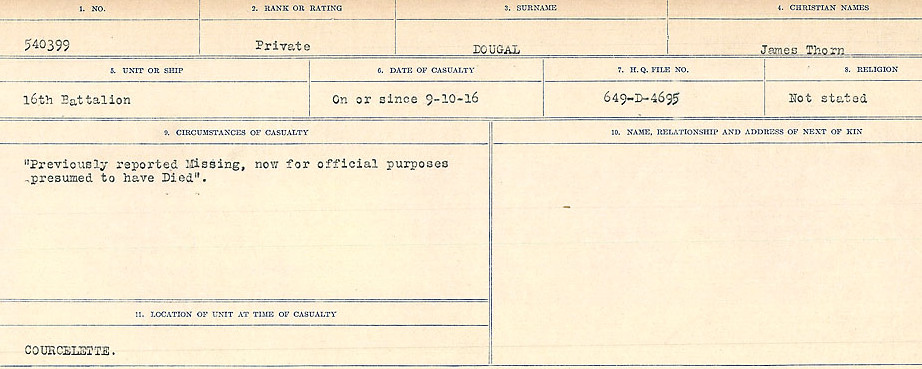 1. NO.
2. RANK OR RATING
3. SURNAME
4. CHRISTIAN NAMES
540399
Private
DOUGAL
James Thorn
5. UNIT OR SHIP
6. DATE OF CASUALTY
7. H. Q. FILE NO.
8. RELIGION
16th Battalion
On or since 9-10-16
649-D-4695
Not stated
9. CIRCUMSTANCES OF CASUALTY
"Previously reported Missing, now for official purposes
presumed to have Died".
10. NAME, RELATIONSHIP AND ADDRESS OF NEXT OF KIN
11. LOCATION OF UNIT AT TIME OF CASUALTY
COURCELETTE.